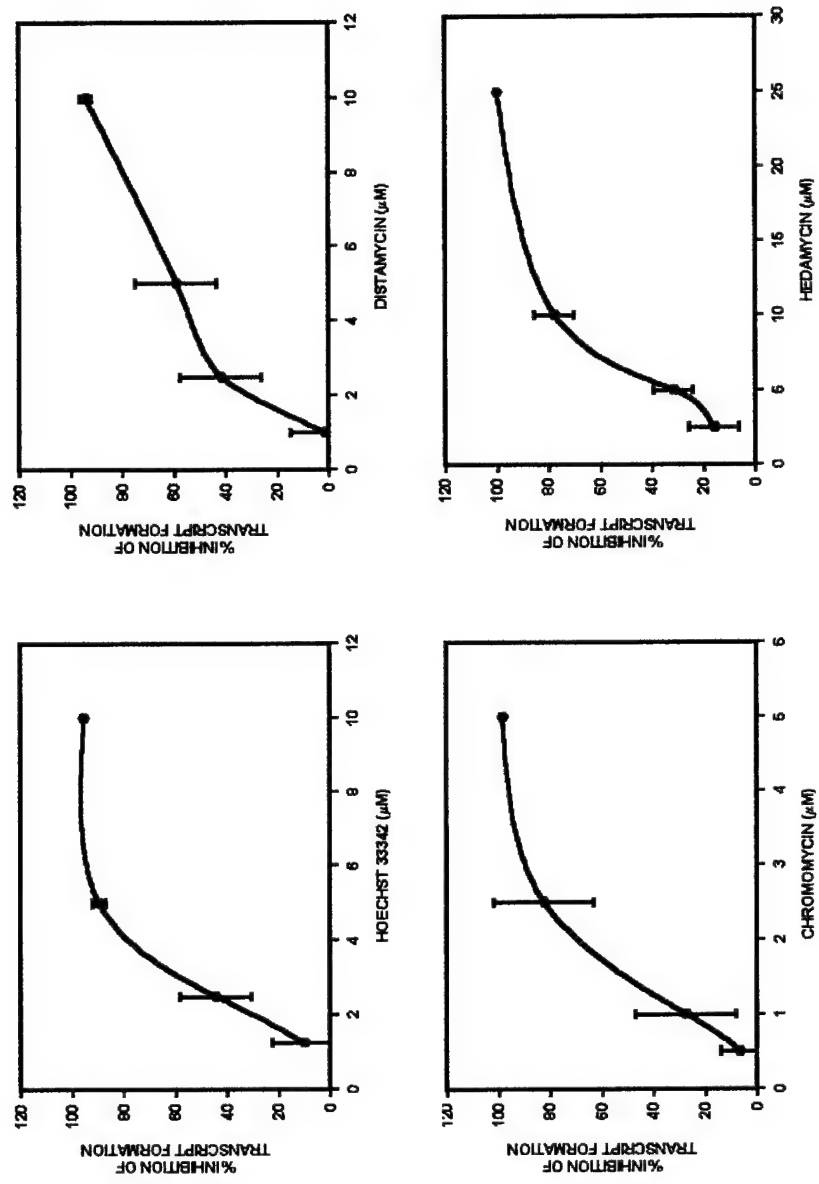 %INHIBITION OF
TRANSCRIPT FORMATION
120
100
80
60
40
20
0
0 2 4 6 8 10 12
HOECHST 33342 (µM)
%INHIBITION OF
TRANSCRIPT FORMATION
120
100
80
60
40
20
0
0 2 4 6 8 10 12
DISTAMYCIN (µM)
%INHIBITION OF
TRANSCRIPT FORMATION
120
100
80
60
40
20
0
0 1 2 3 4 5 6
CHROMOMYCIN (µM)
%INHIBITION OF
TRANSCRIPT FORMATION
120
100
80
60
40
20
0
0 5 10 15 20 25 30
HEDAMYCIN (µM)